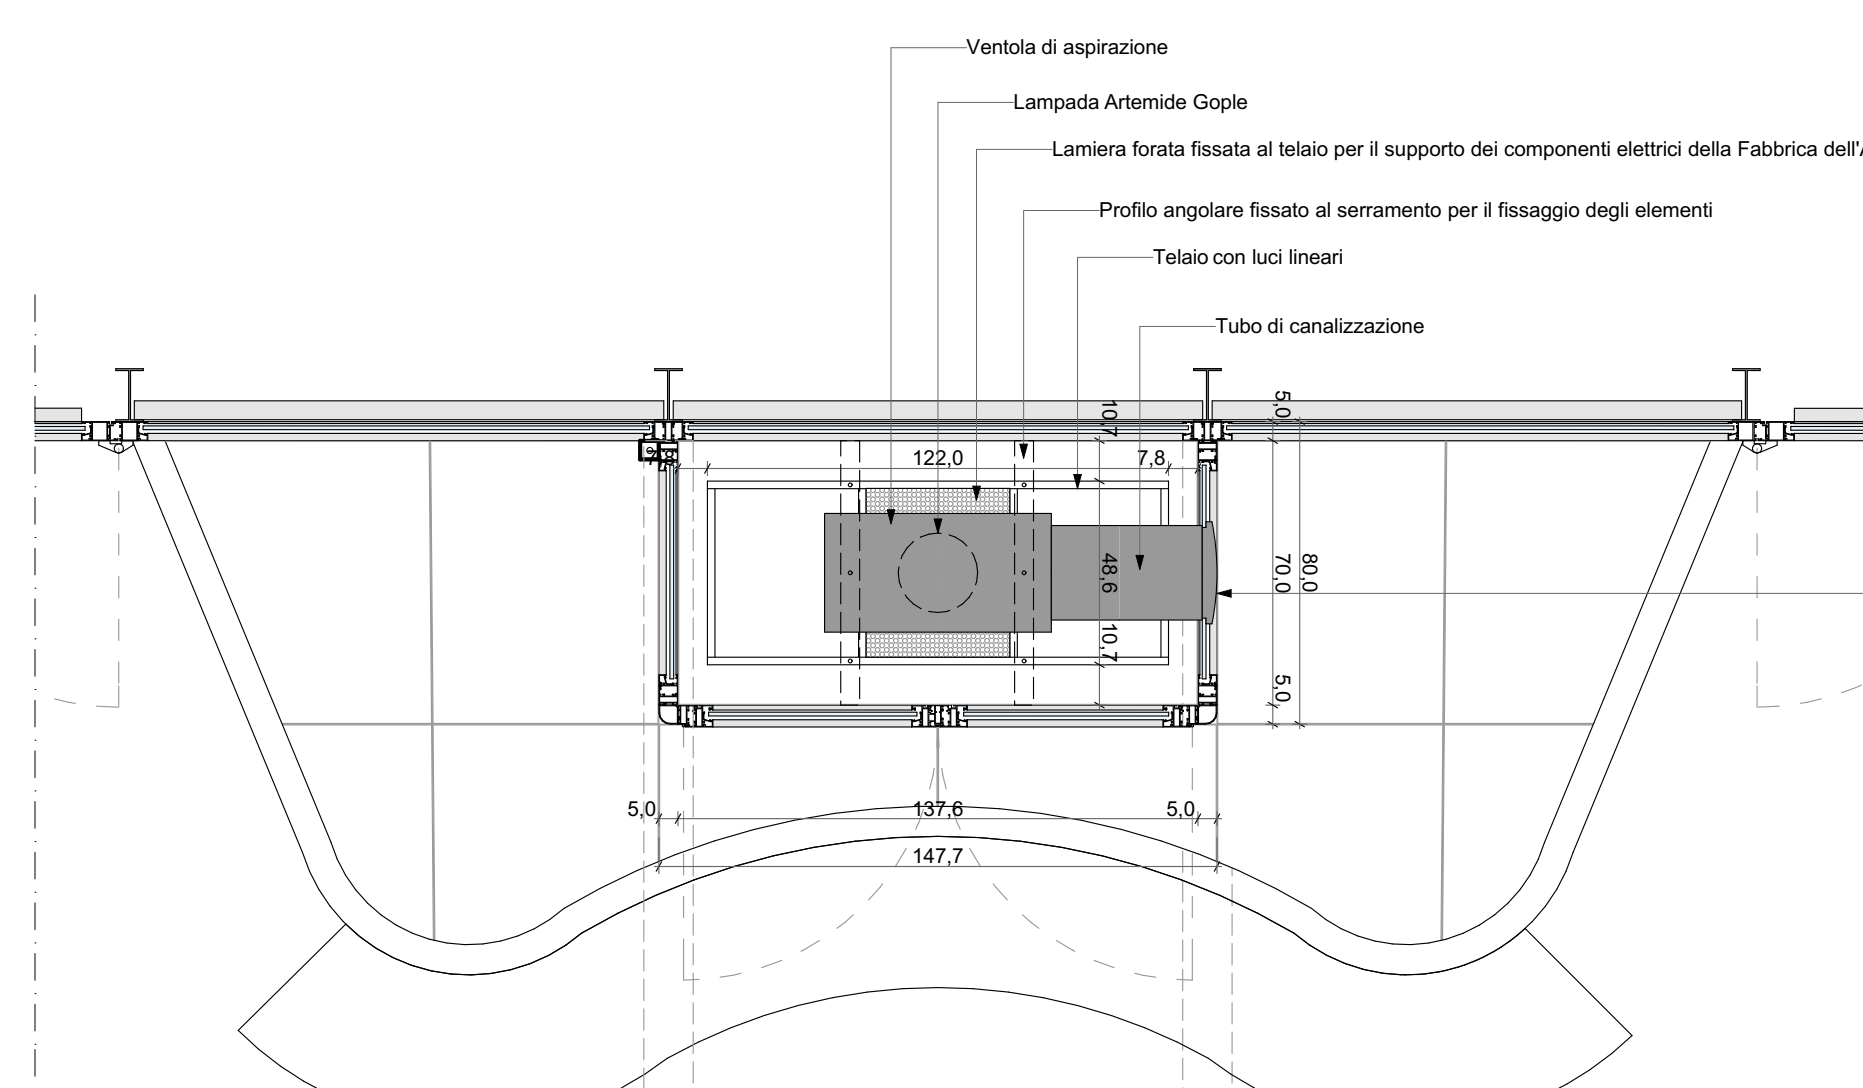 Ventola di aspirazione
Lampada Artemide Gople
Lamiera forata fissata al telaio per il supporto dei componenti elettrici della Fabbrica dell'A
Profilo angolare fissato al serramento per il fissaggio degli elementi
Telaio con luci lineari
Tubo di canalizzazione
10,7
5,0
122,0
7,8
48,6
70,0
80,0
10,7
5,0
5,0
137,6
5,0
147,7